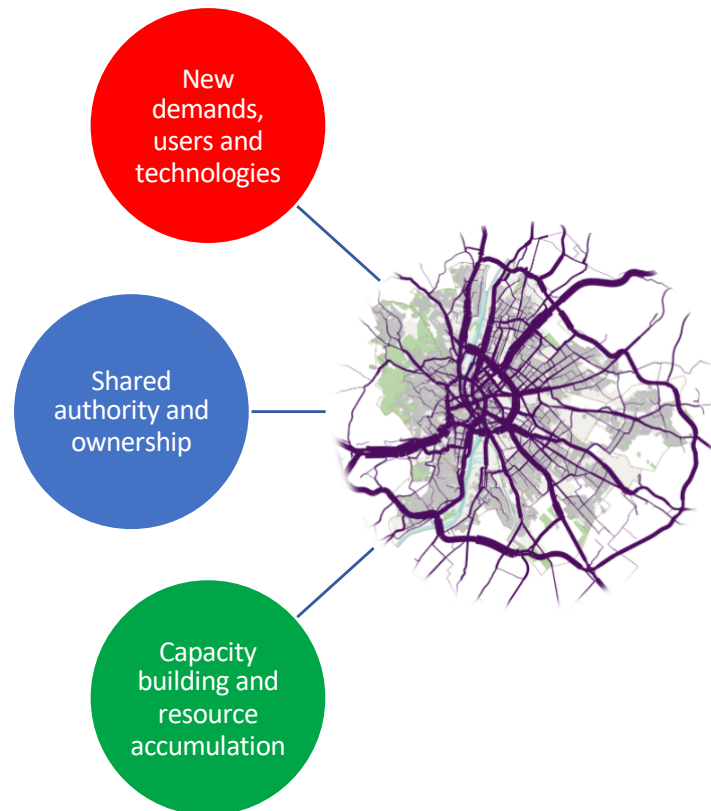 New
demands,
users and
technologies
Shared
authority and
ownership
Capacity
building and
resource
accumulation